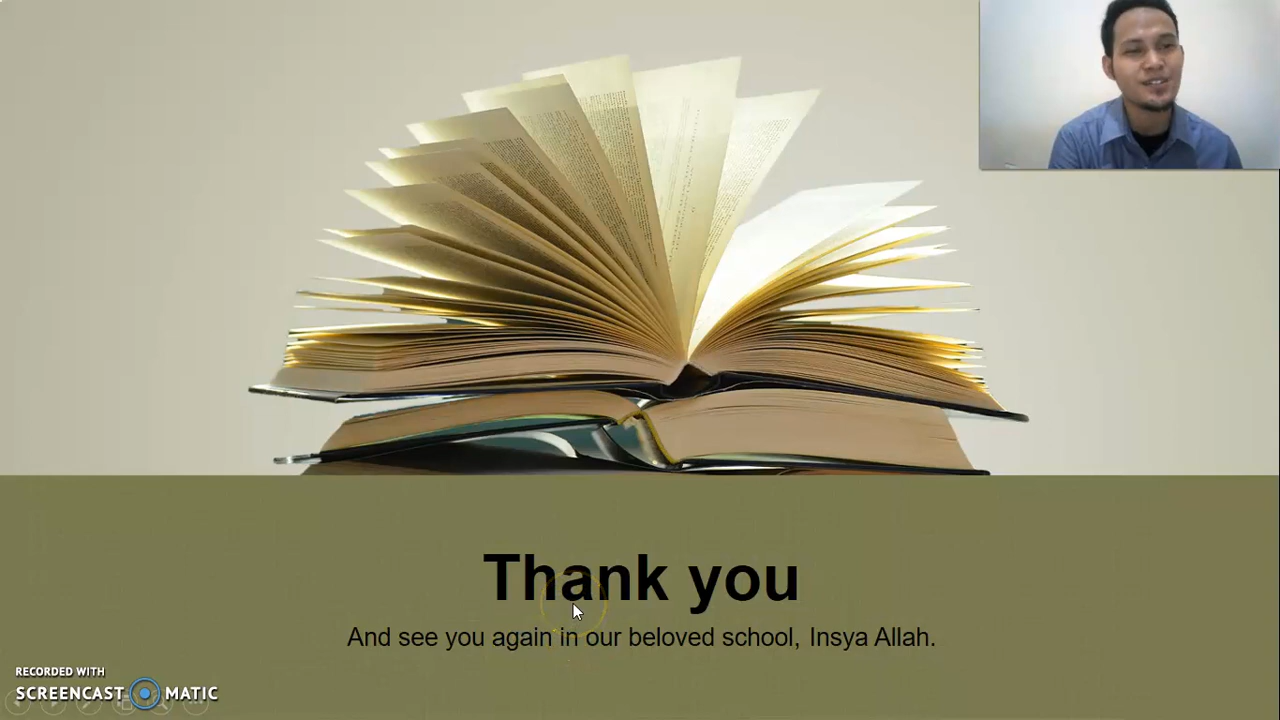 Thank you
And see you again in our beloved school, Insya Allah.
RECORDED WITH
SCREENCAST MATIC